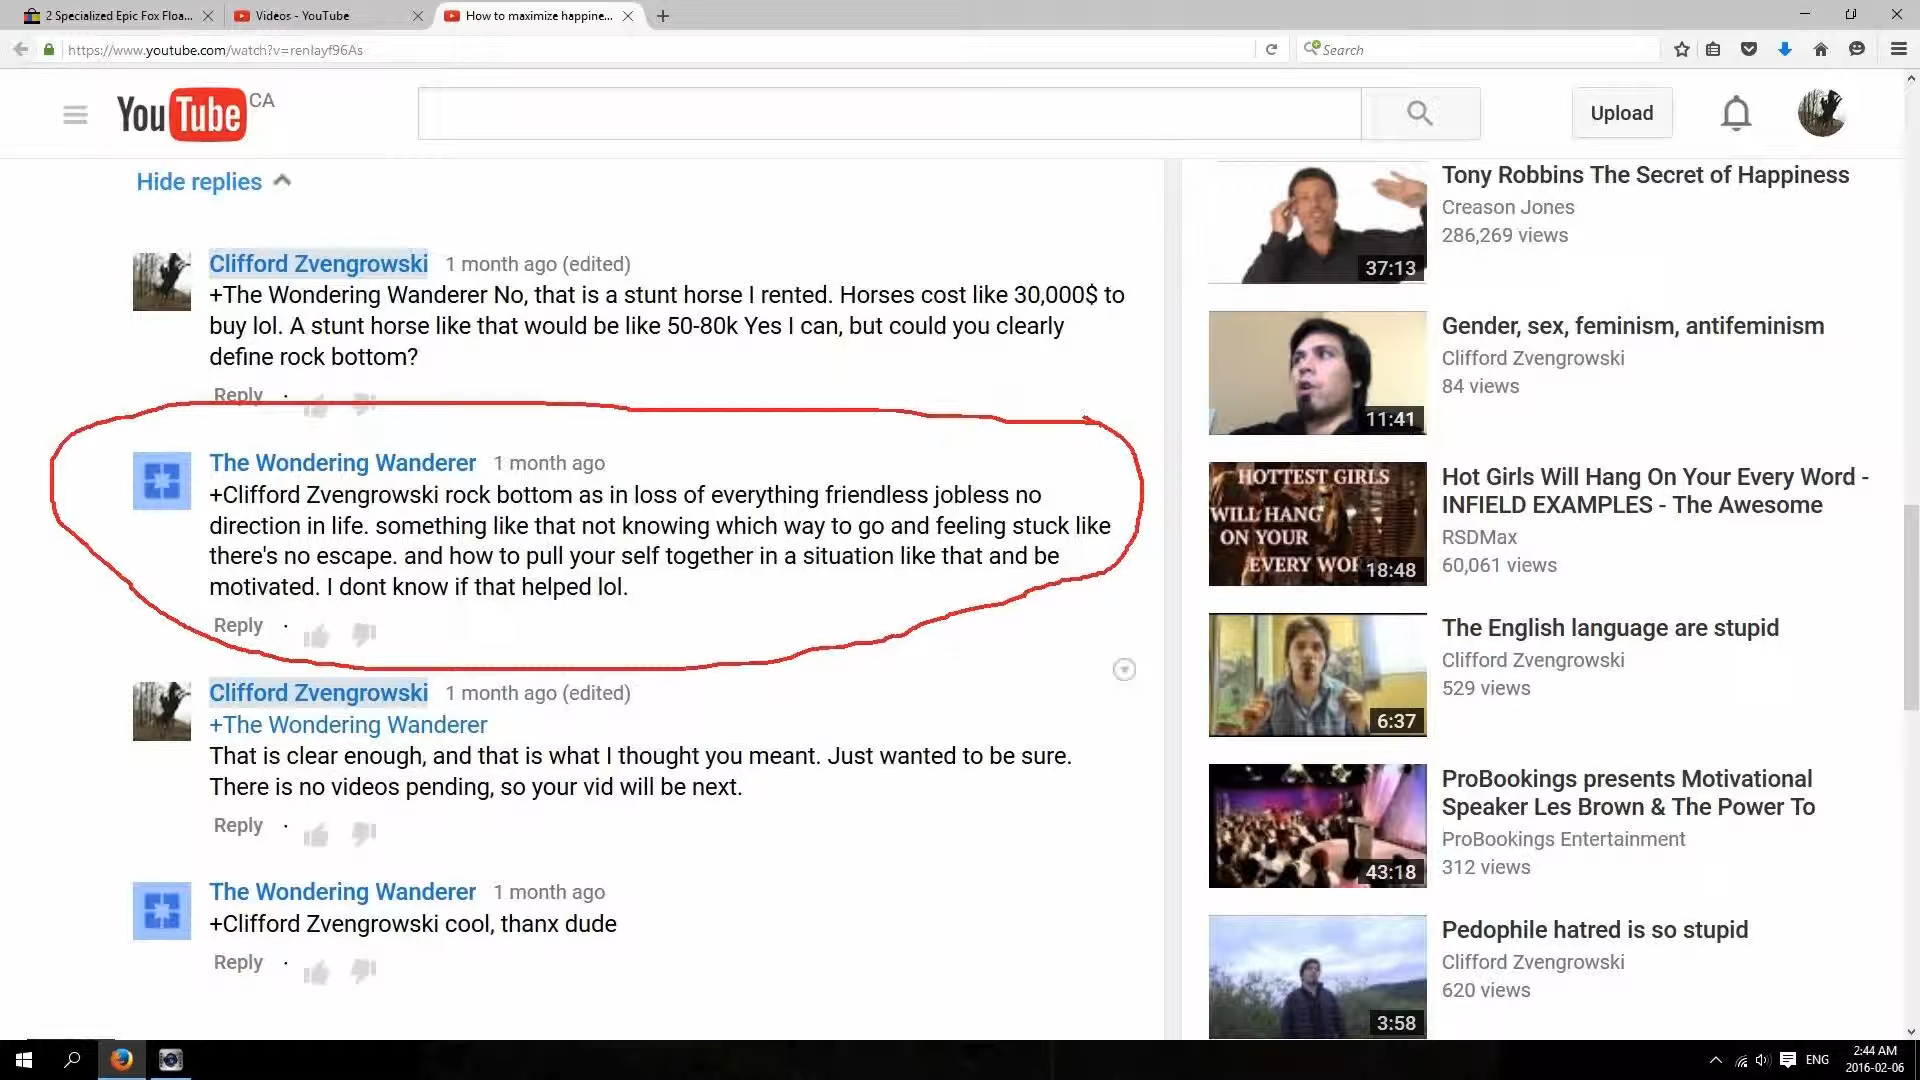 2 Specialized Epic Fox Floa...
Videos - YouTube
How to maximize happine...
https://www.youtube.com/watch?v=renIayf96As
Search
YouTube CA
Upload
Hide replies
Clifford Zvengrowski 1 month ago (edited)
+The Wondering Wanderer No, that is a stunt horse I rented. Horses cost like 30,000$ to
buy lol. A stunt horse like that would be like 50-80k Yes I can, but could you clearly
define rock bottom?
Reply ·
The Wondering Wanderer 1 month ago
+Clifford Zvengrowski rock bottom as in loss of everything friendless jobless no
direction in life. something like that not knowing which way to go and feeling stuck like
there's no escape. and how to pull your self together in a situation like that and be
motivated. I dont know if that helped lol.
Reply ·
Clifford Zvengrowski 1 month ago (edited)
+The Wondering Wanderer
That is clear enough, and that is what I thought you meant. Just wanted to be sure.
There is no videos pending, so your vid will be next.
Reply ·
The Wondering Wanderer 1 month ago
+Clifford Zvengrowski cool, thanx dude
Reply ·
37:13
Tony Robbins The Secret of Happiness
Creason Jones
286,269 views
11:41
Gender, sex, feminism, antifeminism
Clifford Zvengrowski
84 views
HOTTEST GIRLS
WILL HANG
ON YOUR
EVERY WOR
18:48
Hot Girls Will Hang On Your Every Word -
INFIELD EXAMPLES - The Awesome
RSDMax
60,061 views
6:37
The English language are stupid
Clifford Zvengrowski
529 views
43:18
ProBookings presents Motivational
Speaker Les Brown & The Power To
ProBookings Entertainment
312 views
3:58
Pedophile hatred is so stupid
Clifford Zvengrowski
620 views
ENG
2:44 AM
2016-02-06